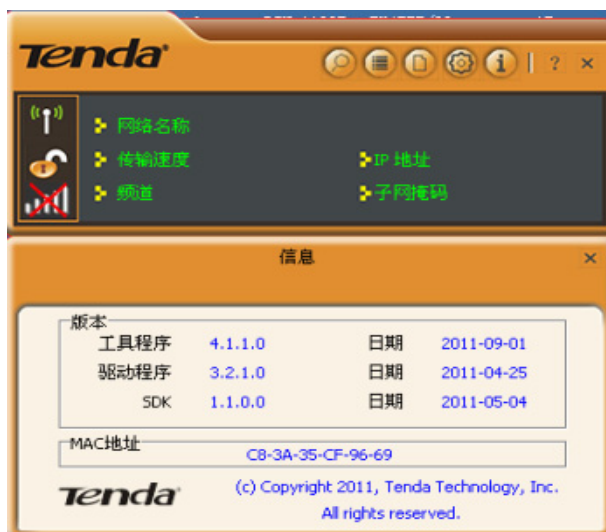 Tenda
? ×
网络名称
传输速度 IP 地址
频道 子网掩码
信息 ×
版本
工具程序 4.1.1.0 日期 2011-09-01
驱动程序 3.2.1.0 日期 2011-04-25
SDK 1.1.0.0 日期 2011-05-04
MAC地址
C8-3A-35-CF-96-69
Tenda (c) Copyright 2011, Tenda Technology, Inc.
All rights reserved.